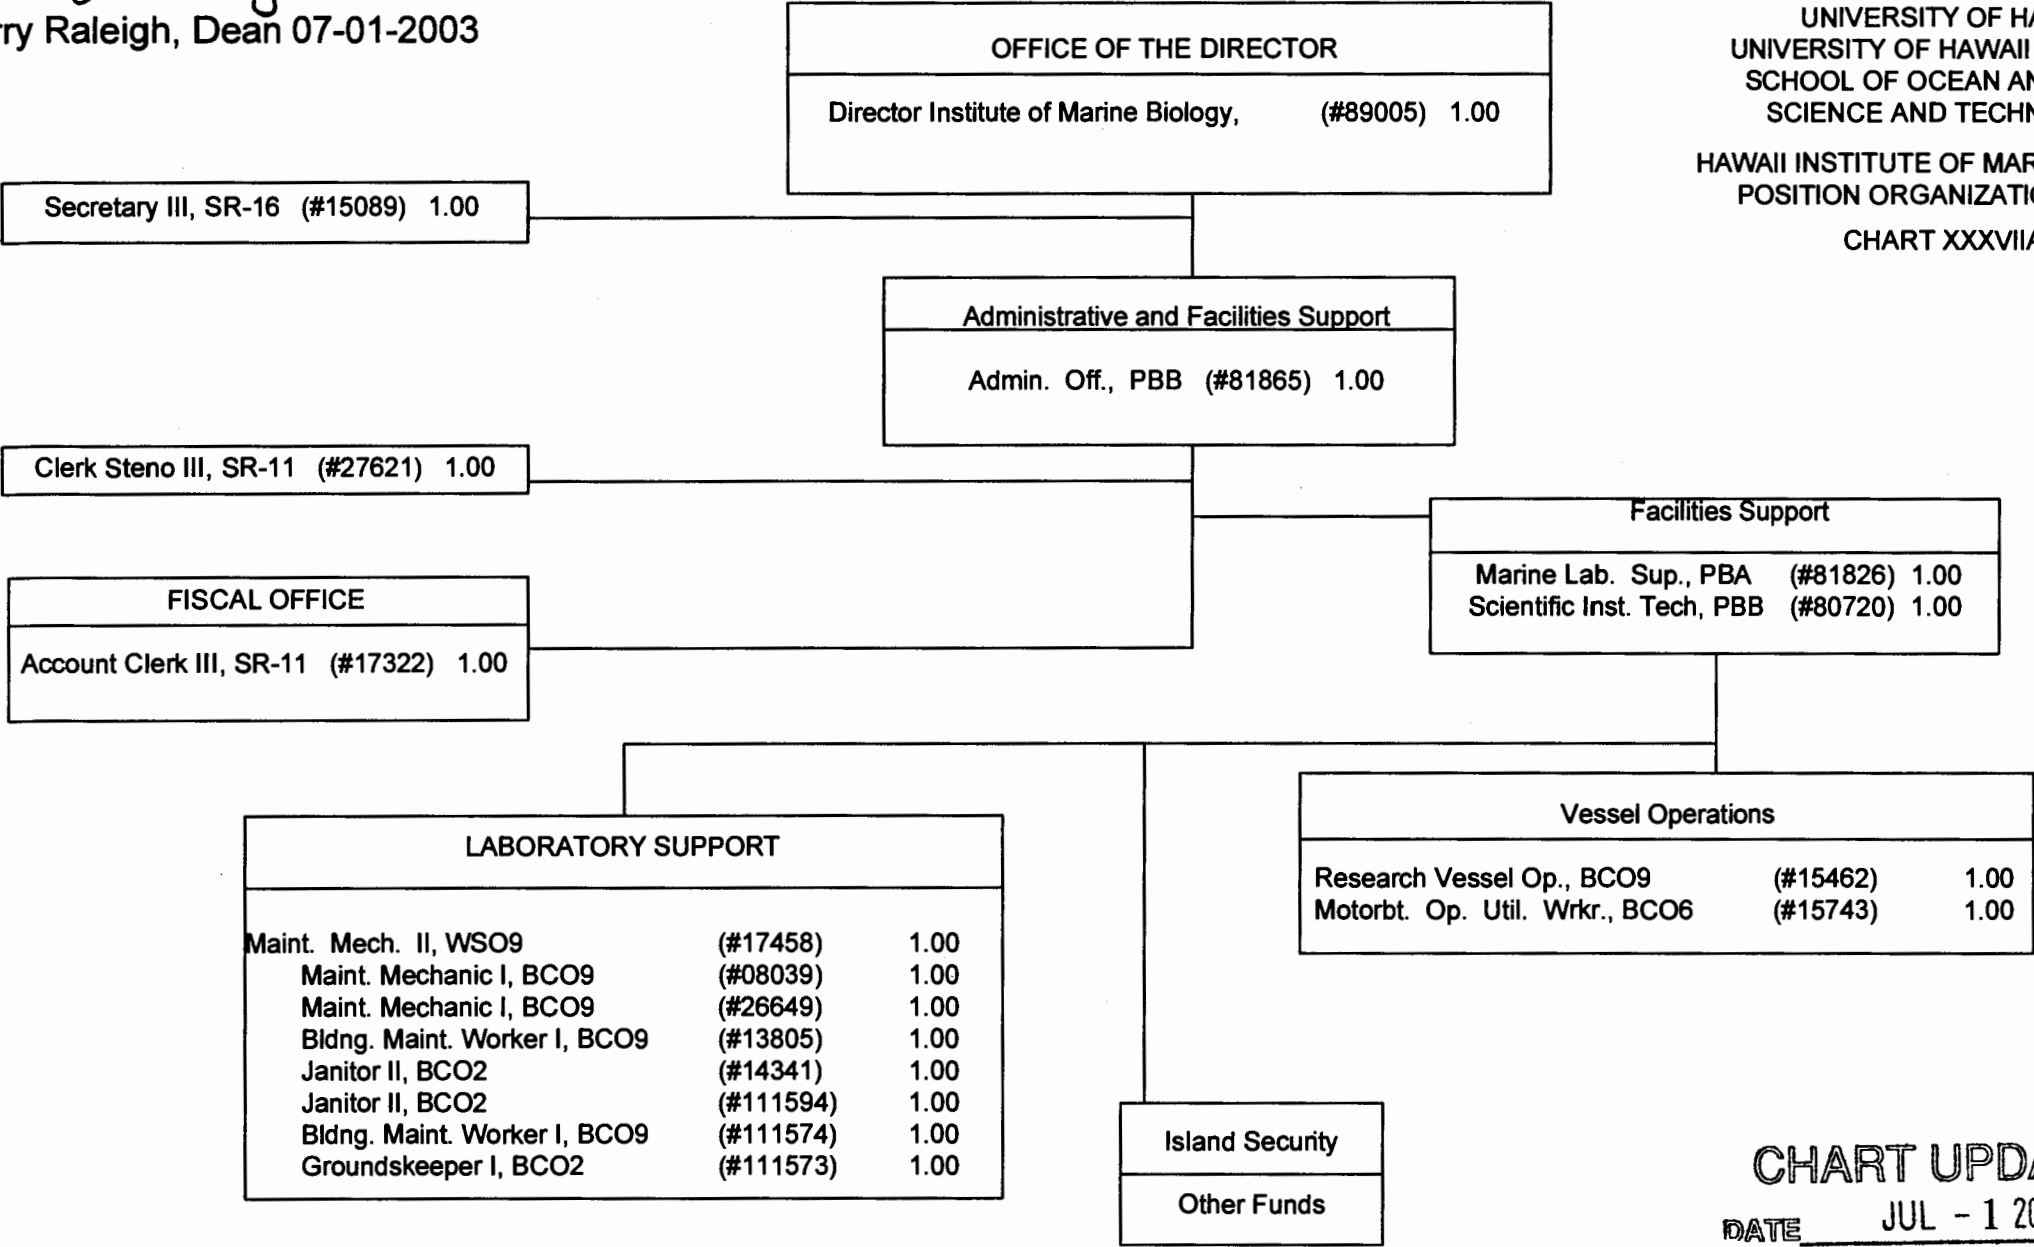 Raleigh, Dean 07-01-2003
UNIVERSITY OF
UNIVERSITY OF HAWAII
SCHOOL OF OCEAN
SCIENCE AND
HAWAII INSTITUTE OF
POSITION
CHART
OFFICE OF THE DIRECTOR
Director Institute of Marine Biology, (#89005) 1.00
Secretary III, SR-16 (#15089) 1.00
Administrative and Facilities Support
Admin. Off., PBB (#81865) 1.00
Clerk Steno III, SR-11 (#27621) 1.00
Facilities Support
Marine Lab. Sup., PBA (#81826) 1.00
Scientific Inst. Tech, PBB (#80720) 1.00
FISCAL OFFICE
Account Clerk III, SR-11 (#17322) 1.00
LABORATORY SUPPORT
Maint. Mech. II, WSO9 (#17458) 1.00
Maint. Mechanic I, BCO9 (#08039) 1.00
Maint. Mechanic I, BCO9 (#26649) 1.00
Bldng. Maint. Worker I, BCO9 (#13805) 1.00
Janitor II, BCO2 (#14341) 1.00
Janitor II, BCO2 (#111594) 1.00
Bldng. Maint. Worker I, BCO9 (#111574) 1.00
Groundskeeper I, BCO2 (#111573) 1.00
Vessel Operations
Research Vessel Op., BCO9 (#15462) 1.00
Motorbt. Op. Util. Wrkr., BCO6 (#15743) 1.00
Island Security
Other Funds
CHART
DATE JUL - 1